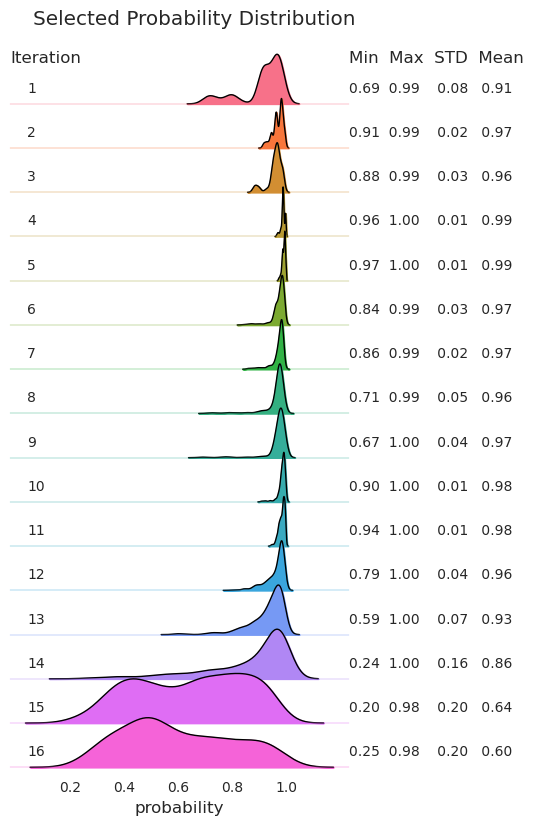 Selected Probability Distribution
Iteration Min Max STD Mean
1 0.69 0.99 0.08 0.91
2 0.91 0.99 0.02 0.97
3 0.88 0.99 0.03 0.96
4 0.96 1.00 0.01 0.99
5 0.97 1.00 0.01 0.99
6 0.84 0.99 0.03 0.97
7 0.86 0.99 0.02 0.97
8 0.71 0.99 0.05 0.96
9 0.67 1.00 0.04 0.97
10 0.90 1.00 0.01 0.98
11 0.94 1.00 0.01 0.98
12 0.79 1.00 0.04 0.96
13 0.59 1.00 0.07 0.93
14 0.24 1.00 0.16 0.86
15 0.20 0.98 0.20 0.64
16 0.25 0.98 0.20 0.60
0.2 0.4 0.6 0.8 1.0
probability